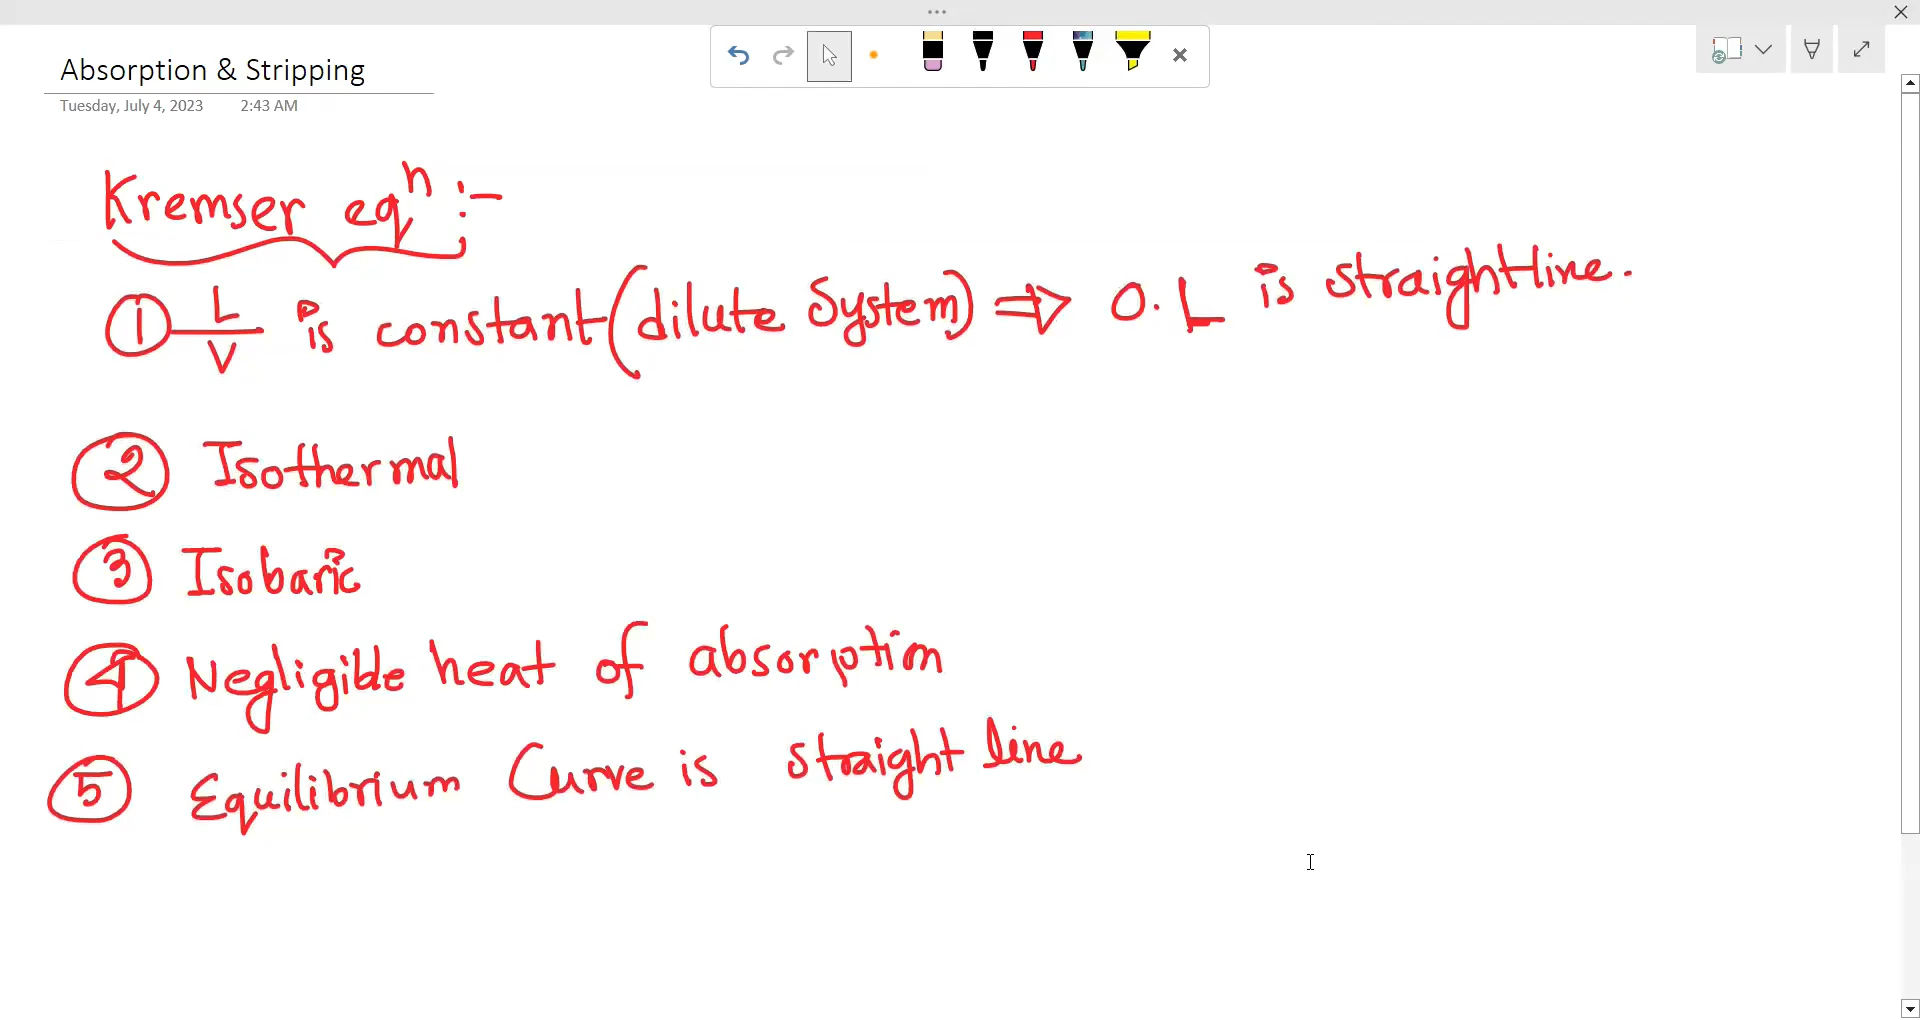 Absorption & Stripping
Tuesday, July 4, 2023 2:43 AM
Kremser eqⁿ :-
① L/V is constant (dilute System) ⇒ O.L is straightline.
② Isothermal
③ Isobaric
④ Negligible heat of absorption
⑤ Equilibrium Curve is straight line